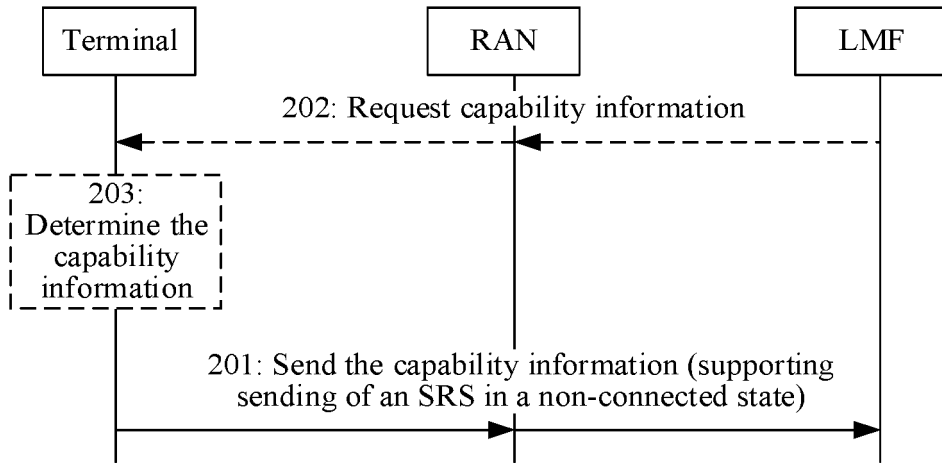 Terminal
RAN
LMF
202: Request capability information
203:
Determine the
capability
information
201: Send the capability information (supporting
sending of an SRS in a non-connected state)